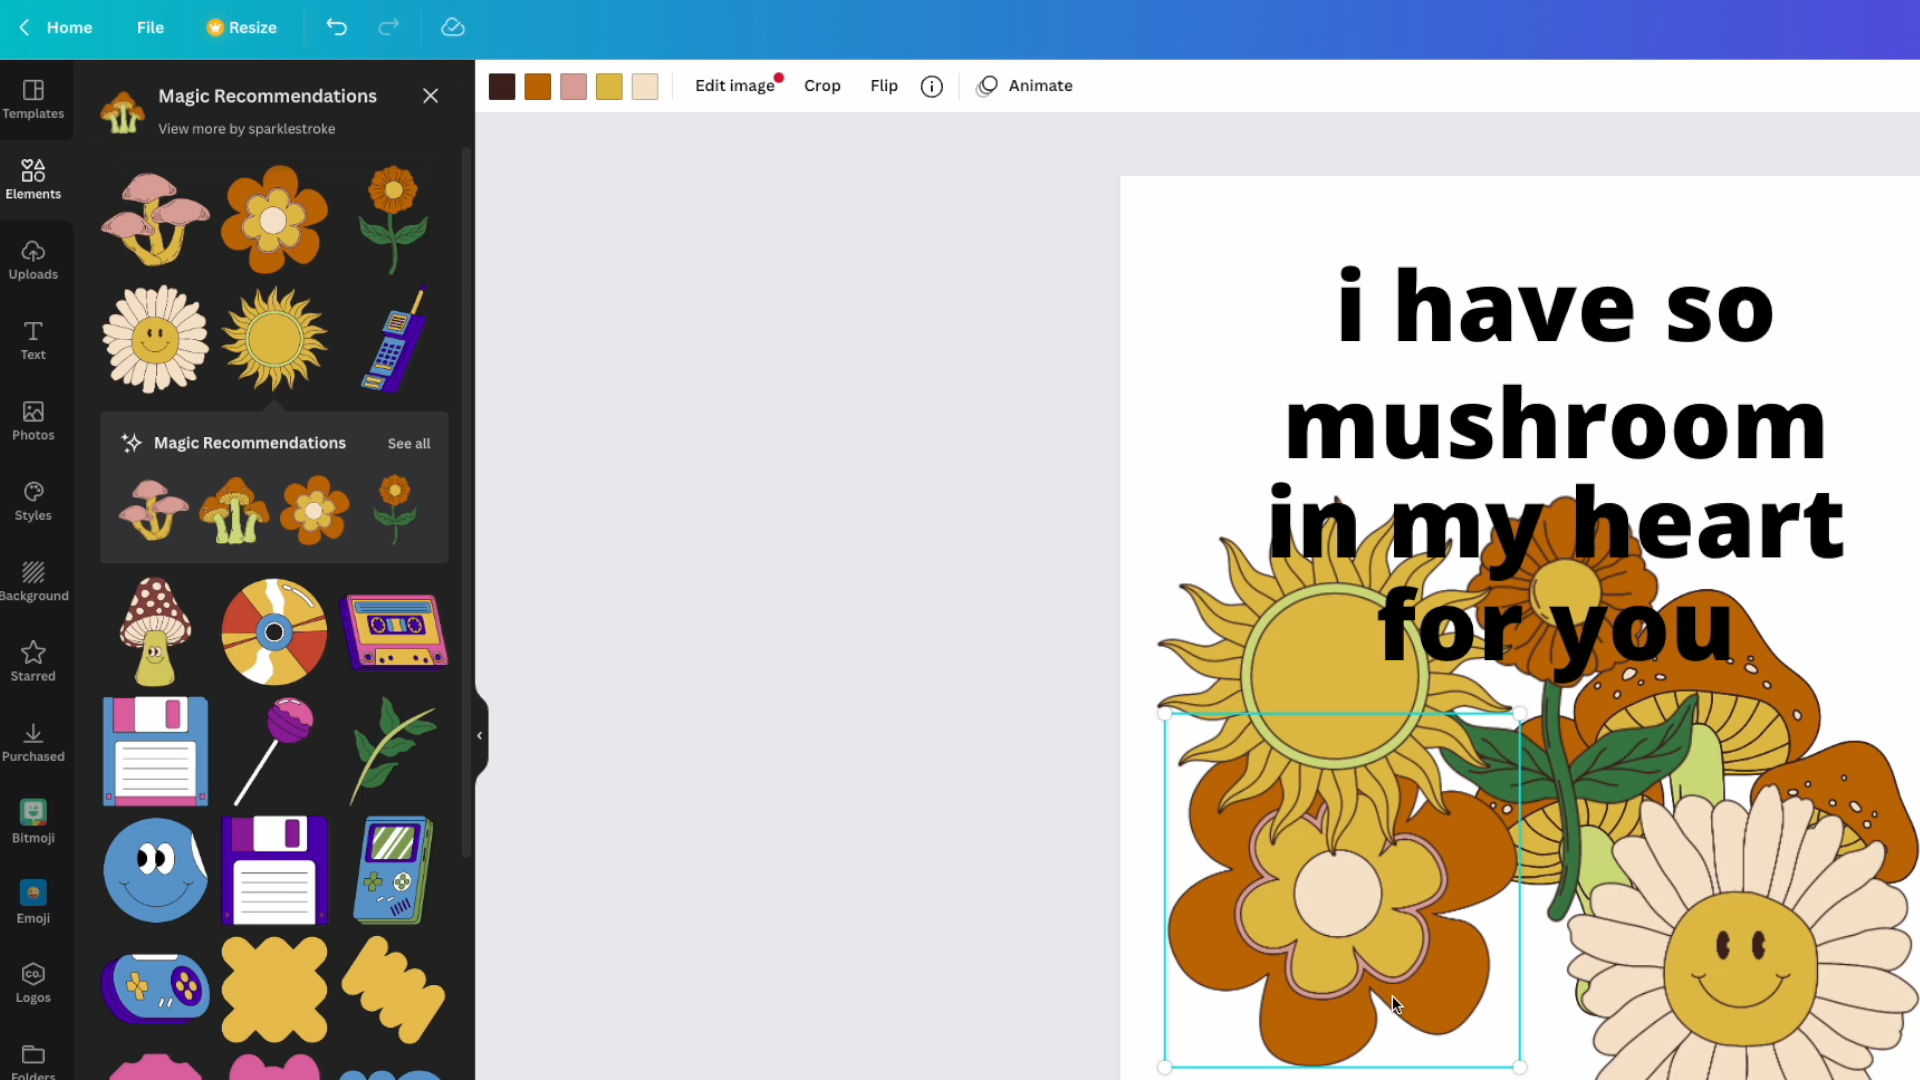 Home File Resize
Templates
Elements
Uploads
Text
Photos
Styles
Background
Starred
Purchased
Bitmoji
Emoji
CO.
Logos
Folders
Magic Recommendations
View more by sparklestroke
Magic Recommendations See all
Edit image Crop Flip Animate
i have so
mushroom
in my heart
for you